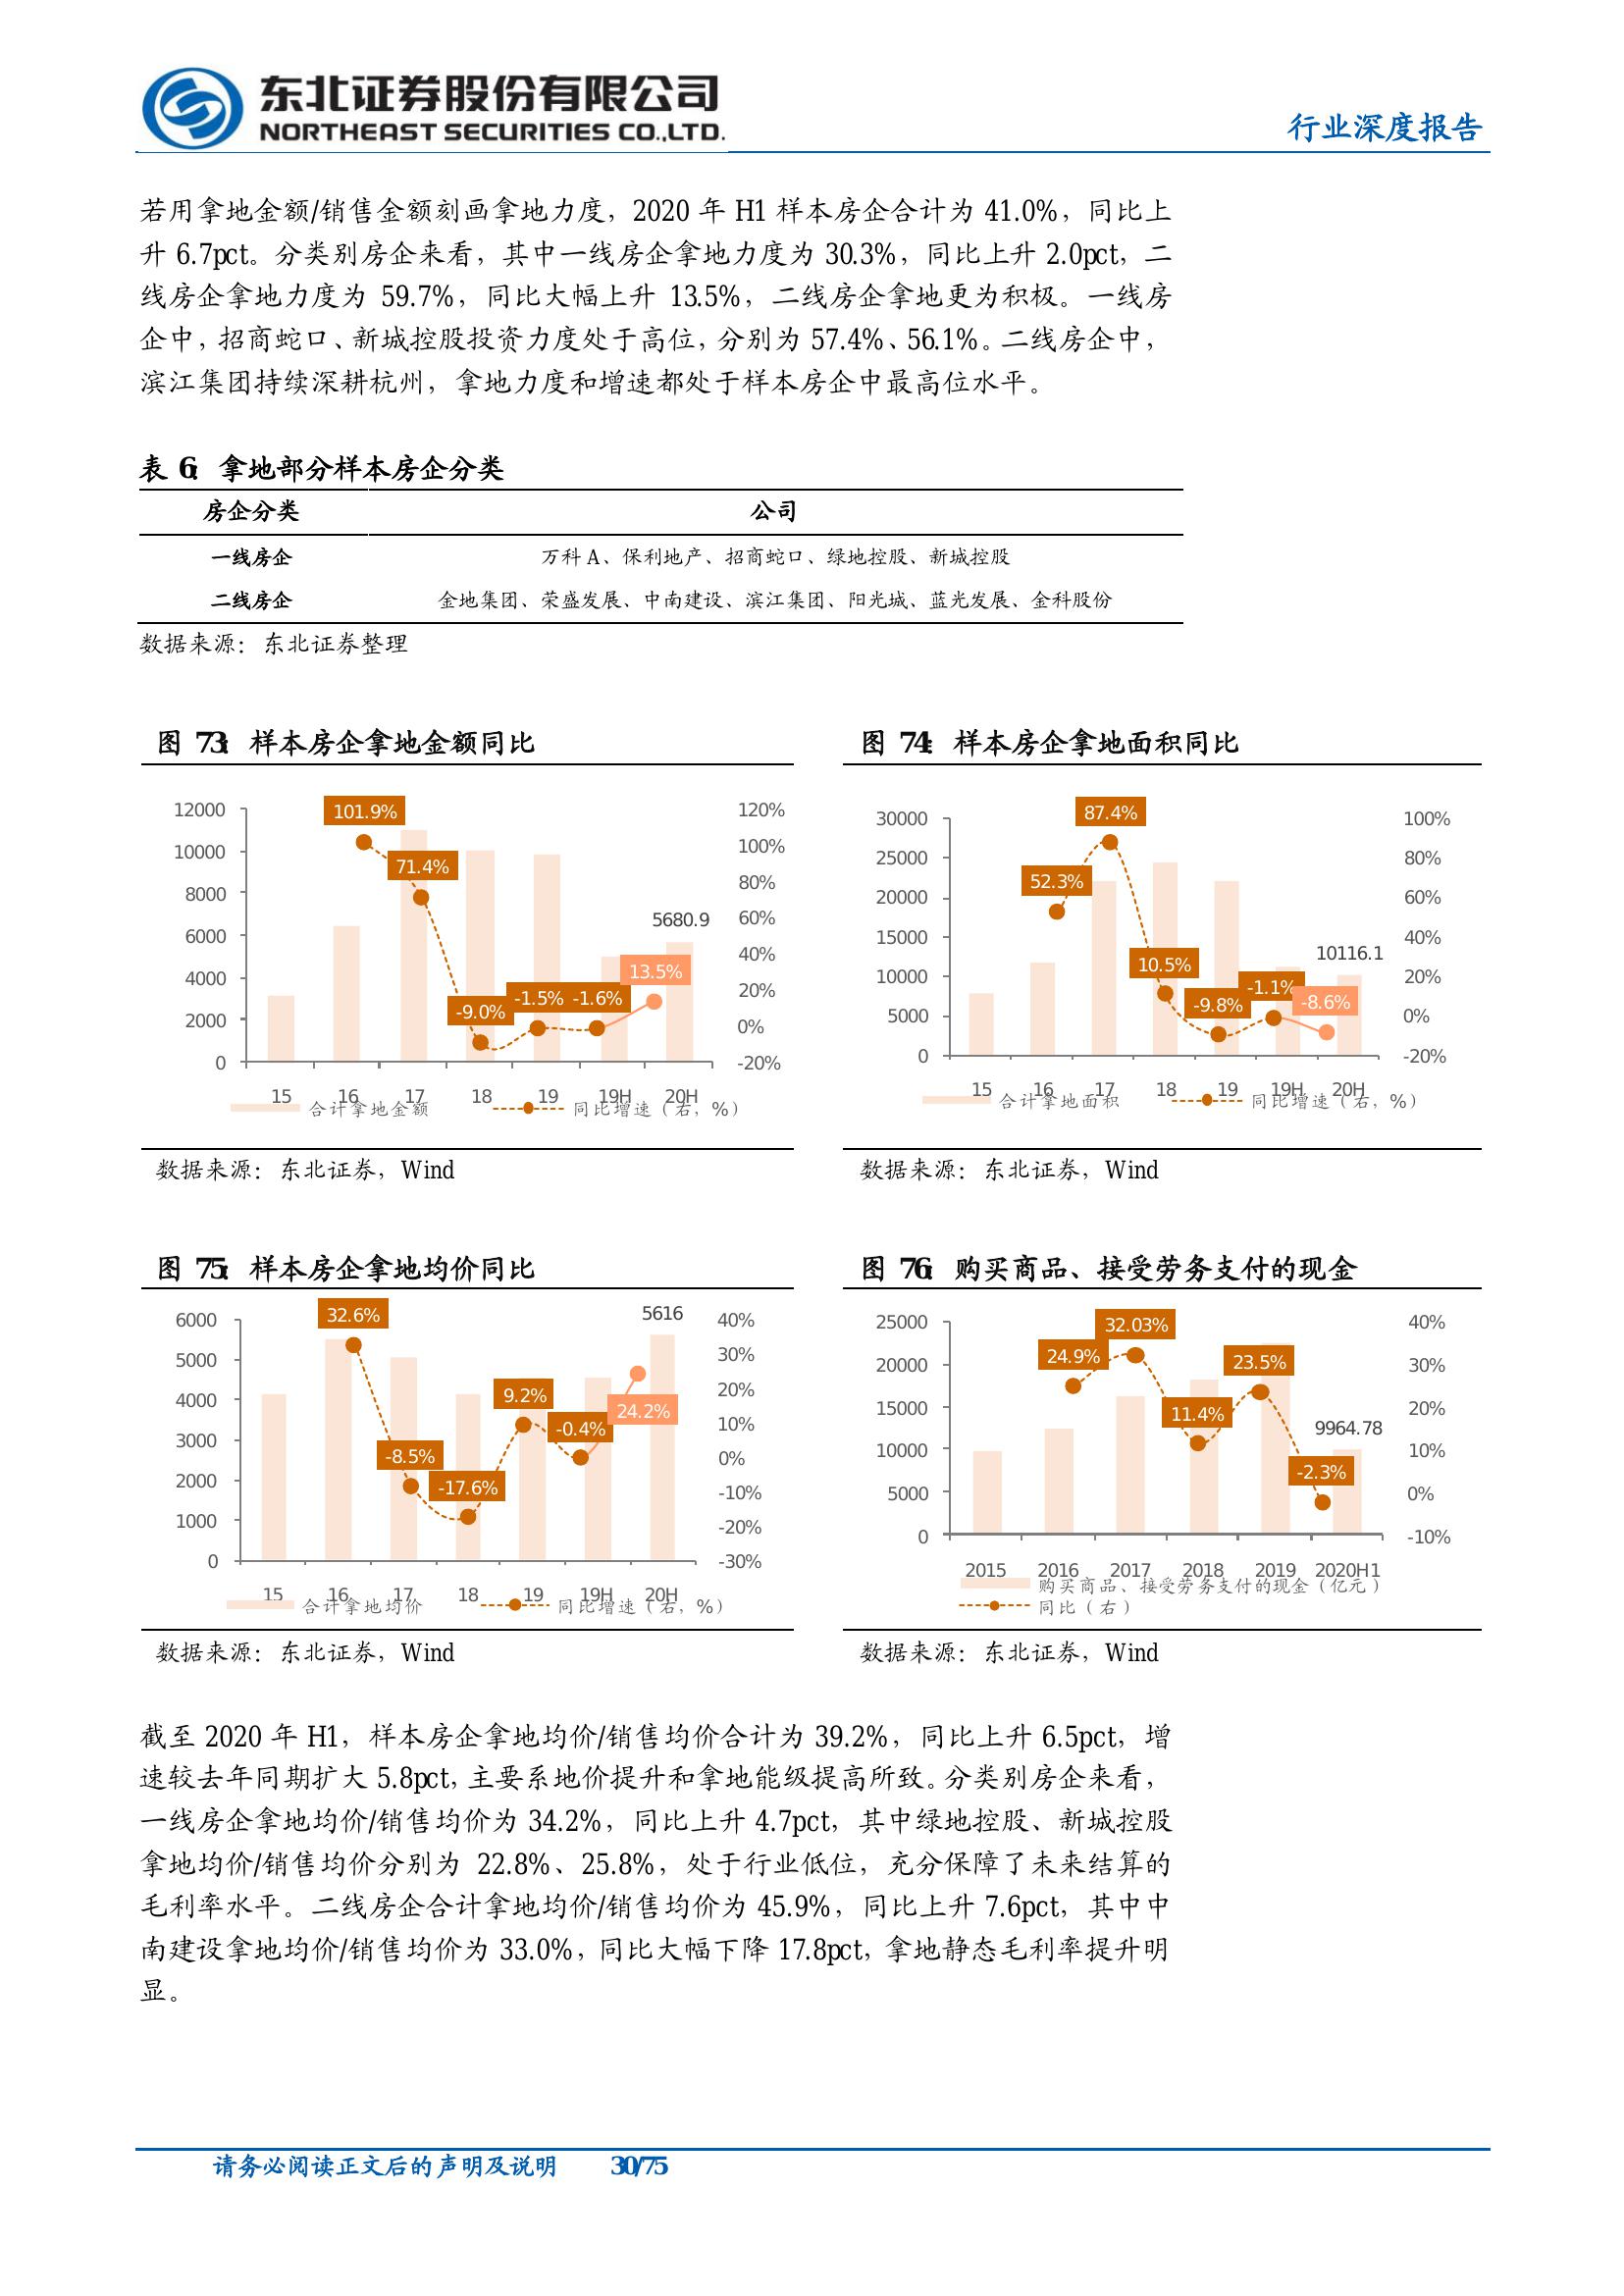 东北证券股份有限公司
NORTHEAST SECURITIES CO.,LTD.
行业深度报告
若用拿地金额/销售金额刻画拿地力度，2020 年 H1 样本房企合计为 41.0%，同比上
升 6.7pct。分类别房企来看，其中一线房企拿地力度为 30.3%，同比上升 2.0pct，二
线房企拿地力度为 59.7%，同比大幅上升 13.5%，二线房企拿地更为积极。一线房
企中，招商蛇口、新城控股投资力度处于高位，分别为 57.4%、56.1%。二线房企中，
滨江集团持续深耕杭州，拿地力度和增速都处于样本房企中最高位水平。
表 6：拿地部分样本房企分类
房企分类 公司
一线房企 万科 A、保利地产、招商蛇口、绿地控股、新城控股
二线房企 金地集团、荣盛发展、中南建设、滨江集团、阳光城、蓝光发展、金科股份
数据来源：东北证券整理
图 73：样本房企拿地金额同比
12000
10000
8000
6000
4000
2000
0
101.9%
71.4%
-9.0%
-1.5%
-1.6%
13.5%
5680.9
120%
100%
80%
60%
40%
20%
0%
-20%
15 16 17 18 19 19H 20H
合计拿地金额 同比增速（右，%）
数据来源：东北证券，Wind
图 74：样本房企拿地面积同比
30000
25000
20000
15000
10000
5000
0
52.3%
87.4%
10.5%
-9.8%
-1.1%
-8.6%
10116.1
100%
80%
60%
40%
20%
0%
-20%
15 16 17 18 19 19H 20H
合计拿地面积 同比增速（右，%）
数据来源：东北证券，Wind
图 75：样本房企拿地均价同比
6000
5000
4000
3000
2000
1000
0
32.6%
-8.5%
-17.6%
9.2%
-0.4%
24.2%
5616
40%
30%
20%
10%
0%
-10%
-20%
-30%
15 16 17 18 19 19H 20H
合计拿地均价 同比增速（右，%）
数据来源：东北证券，Wind
图 76：购买商品、接受劳务支付的现金
25000
20000
15000
10000
5000
0
24.9%
32.03%
11.4%
23.5%
-2.3%
9964.78
40%
30%
20%
10%
0%
-10%
2015 2016 2017 2018 2019 2020H1
购买商品、接受劳务支付的现金（亿元）
同比（右）
数据来源：东北证券，Wind
截至 2020 年 H1，样本房企拿地均价/销售均价合计为 39.2%，同比上升 6.5pct，增
速较去年同期扩大 5.8pct，主要系地价提升和拿地能级提高所致。分类别房企来看，
一线房企拿地均价/销售均价为 34.2%，同比上升 4.7pct，其中绿地控股、新城控股
拿地均价/销售均价分别为 22.8%、25.8%，处于行业低位，充分保障了未来结算的
毛利率水平。二线房企合计拿地均价/销售均价为 45.9%，同比上升 7.6pct，其中中
南建设拿地均价/销售均价为 33.0%，同比大幅下降 17.8pct，拿地静态毛利率提升明
显。
请务必阅读正文后的声明及说明 30/75